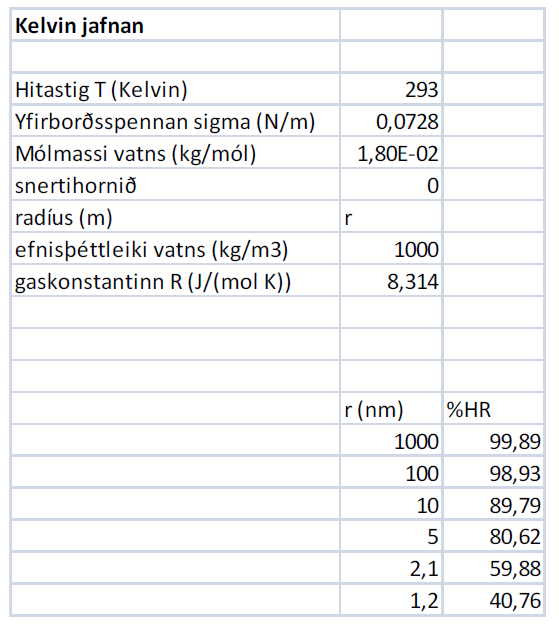 Kelvin jafnan
Hitastig T (Kelvin) 293
Yfirborðsspennan sigma (N/m) 0,0728
Mólmassi vatns (kg/mól) 1,80E-02
snertihornið 0
radíus (m) r
efnisþéttleiki vatns (kg/m3) 1000
gaskonstantinn R (J/(mol K)) 8,314
r (nm) %HR
1000 99,89
100 98,93
10 89,79
5 80,62
2,1 59,88
1,2 40,76